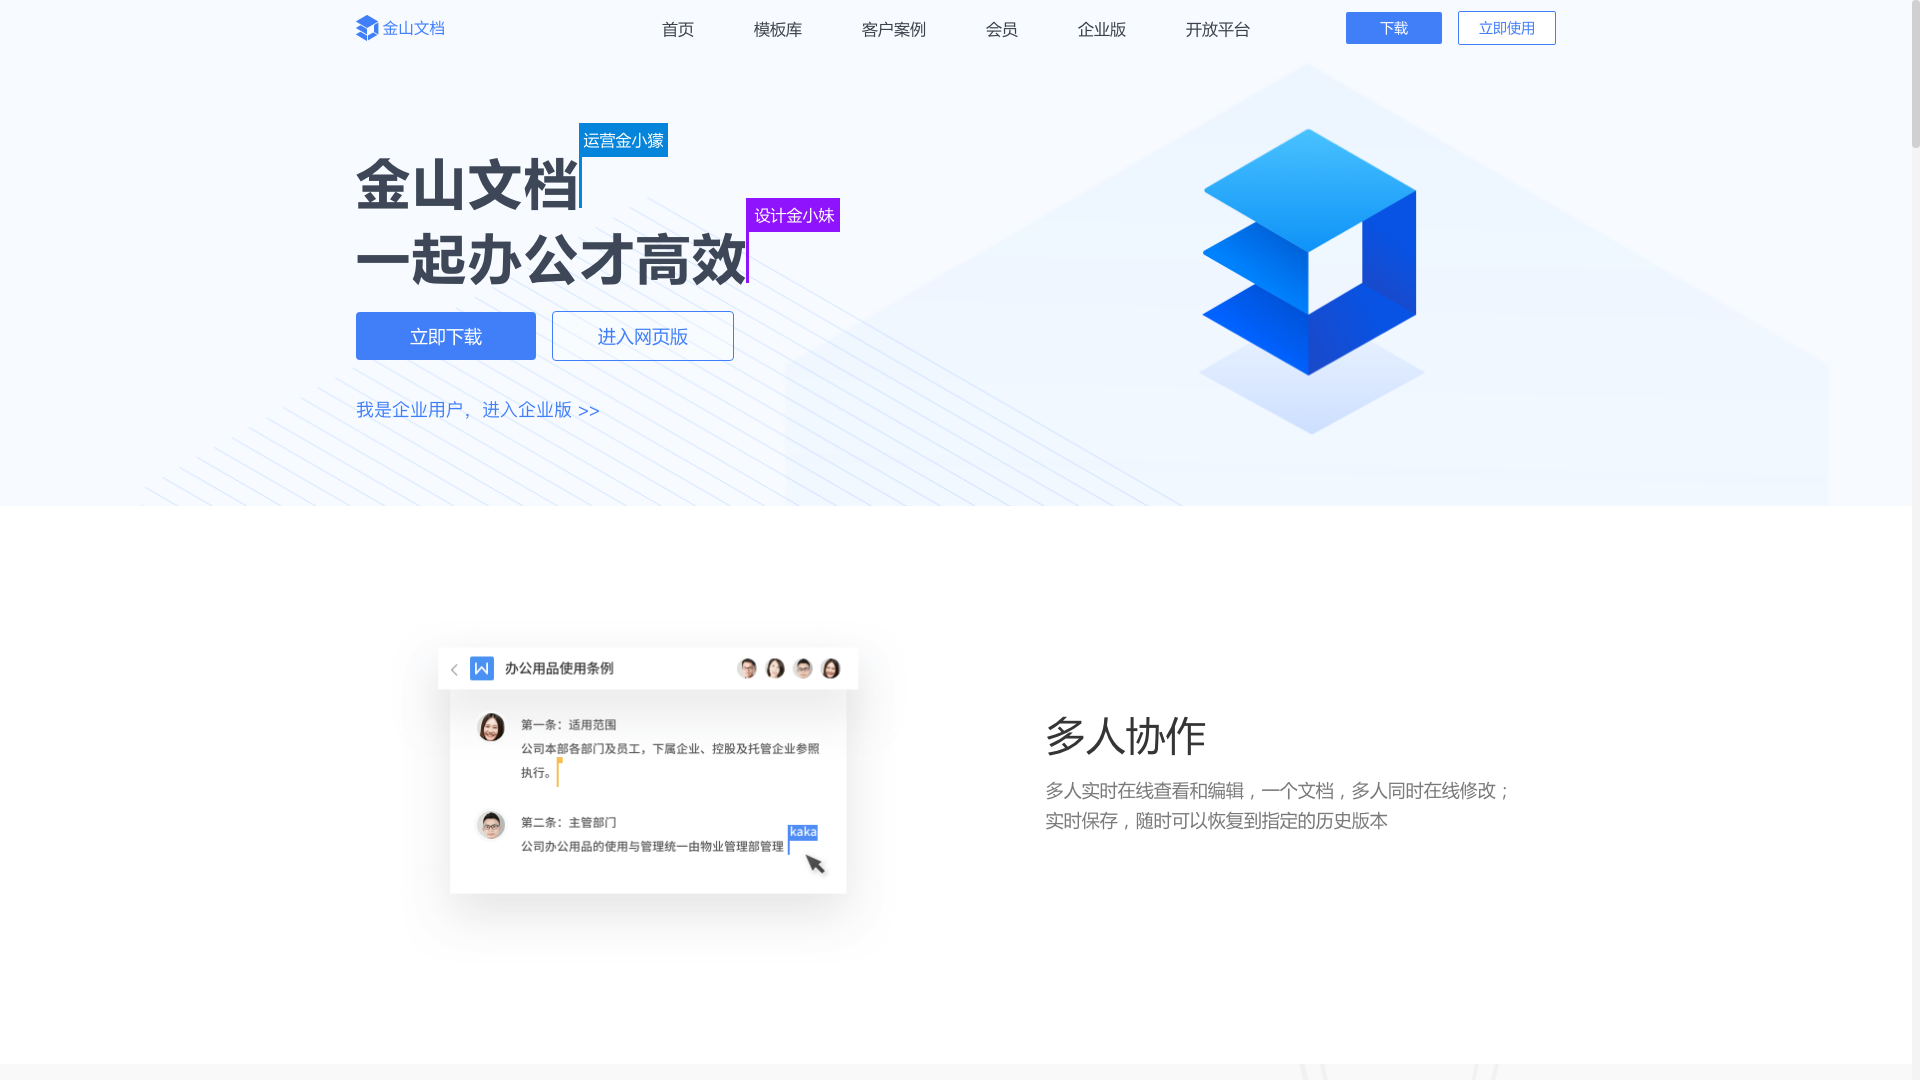 金山文档
首页
模板库
客户案例
会员
企业版
开放平台
下载
立即使用
运营金小獴
金山文档
设计金小妹
一起办公才高效
立即下载
进入网页版
我是企业用户，进入企业版 >>
办公用品使用条例
第一条：适用范围
公司本部各部门及员工，下属企业、控股及托管企业参照
执行。
第二条：主管部门
kaka
公司办公用品的使用与管理统一由物业管理部管理
多人协作
多人实时在线查看和编辑，一个文档，多人同时在线修改；
实时保存，随时可以恢复到指定的历史版本